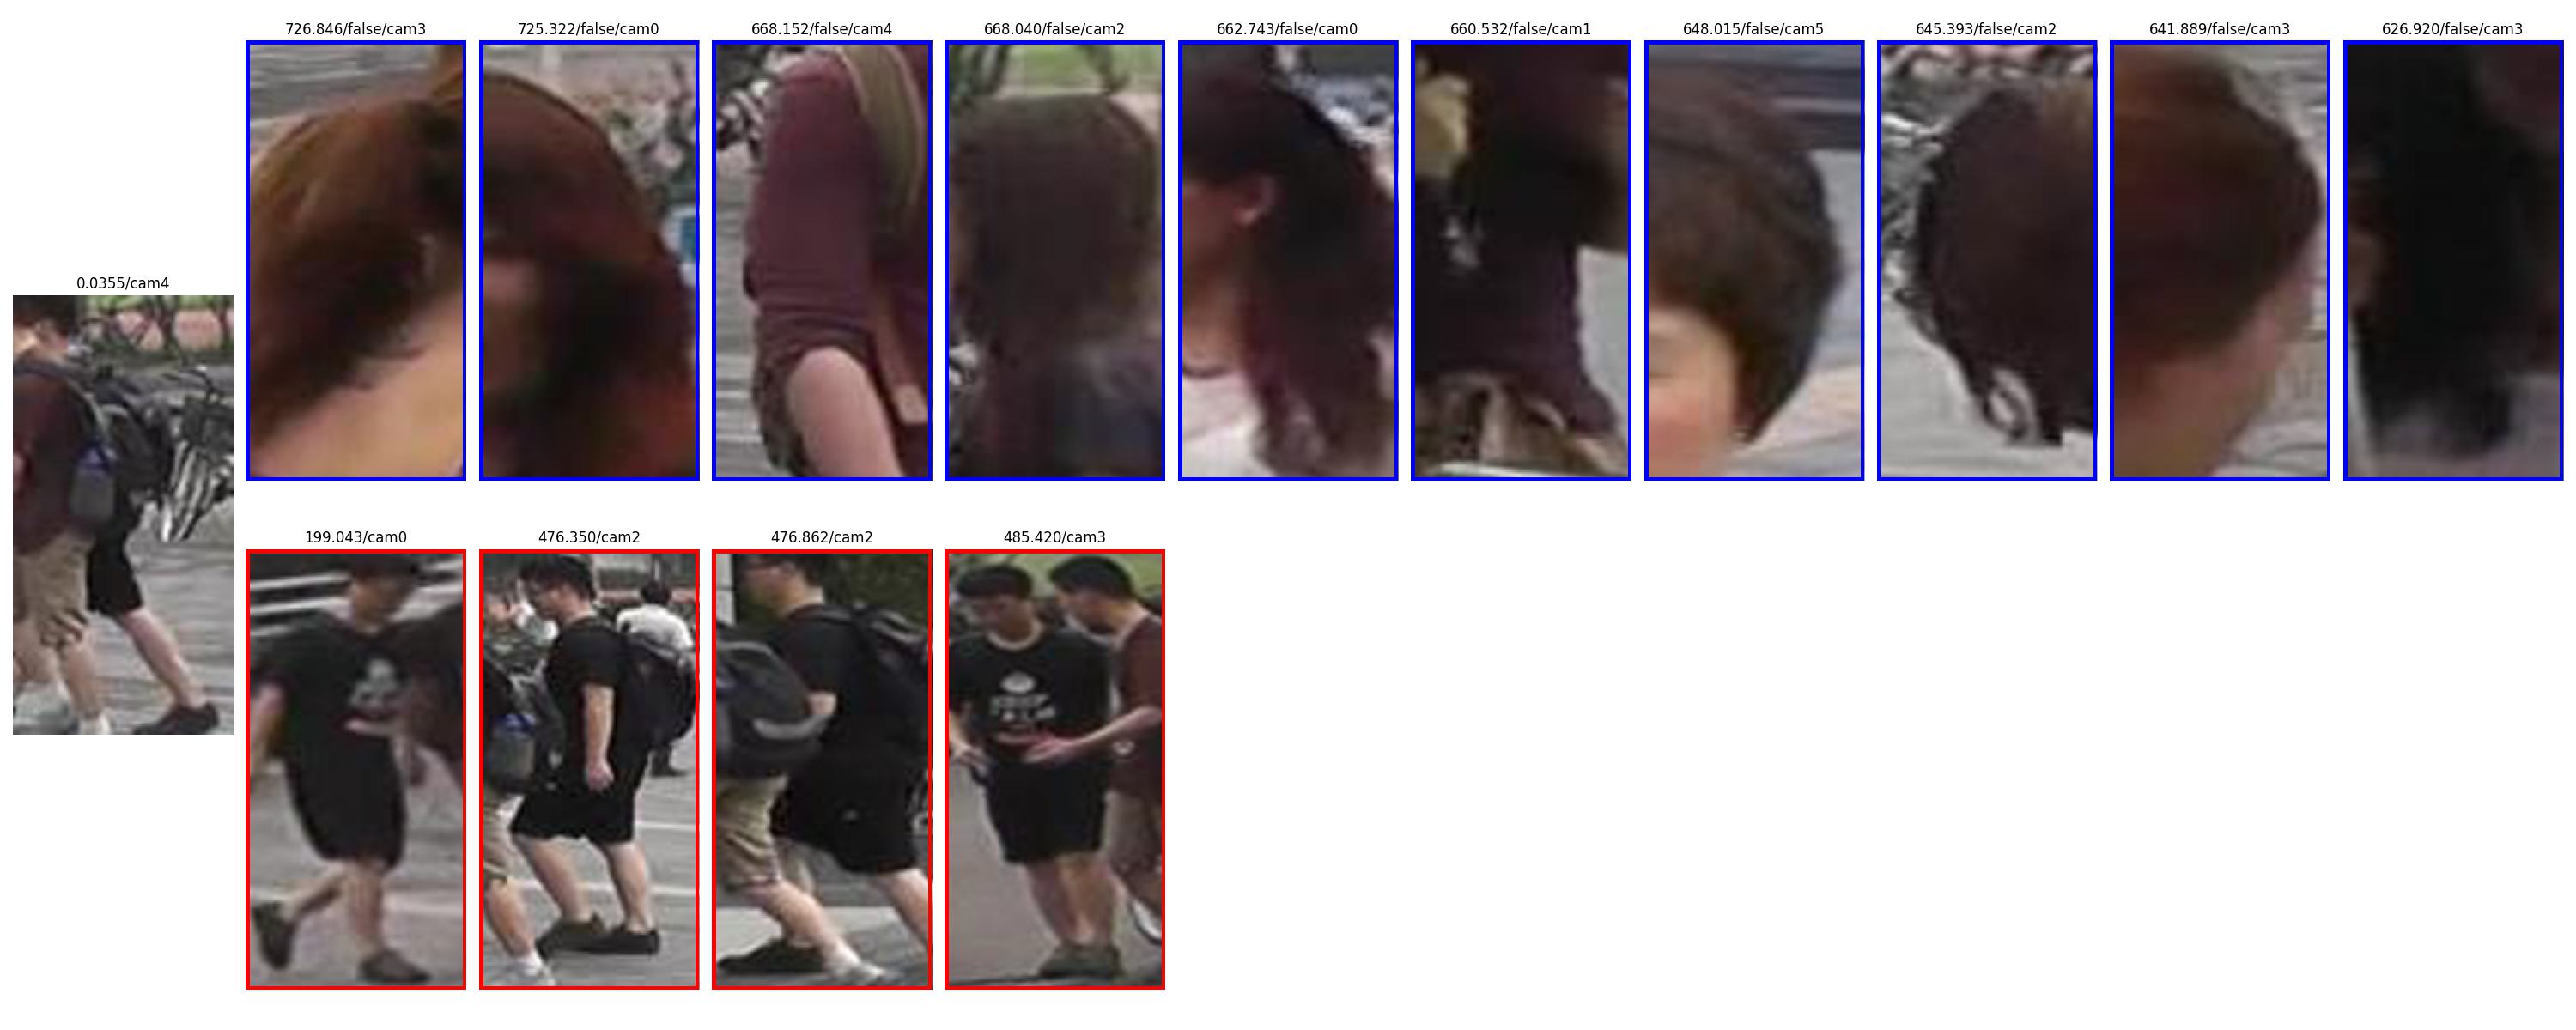 726.846/false/cam3
725.322/false/cam0
668.152/false/cam4
668.040/false/cam2
662.743/false/cam0
660.532/false/cam1
648.015/false/cam5
645.393/false/cam2
641.889/false/cam3
626.920/false/cam3
0.0355/cam4
199.043/cam0
476.350/cam2
476.862/cam2
485.420/cam3
KEEP